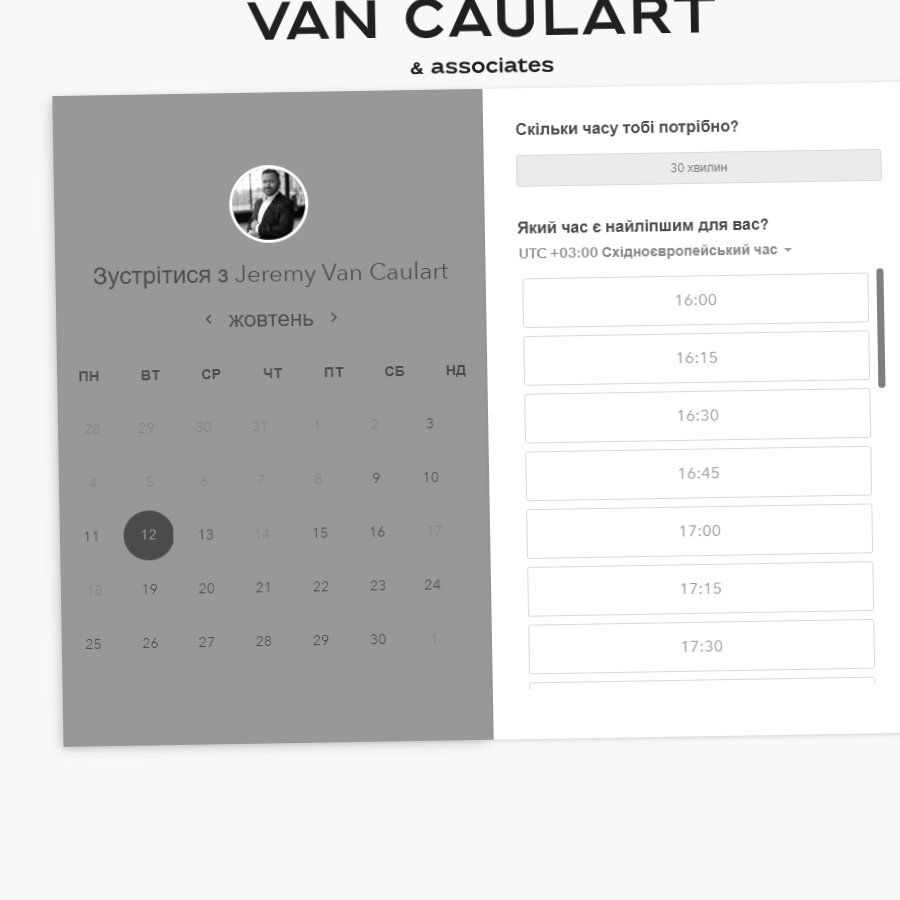 VAN CAULART
& associates
Зустрітися з Jeremy Van Caulart
жовтень
ПН ВТ СР ЧТ ПТ СБ НД
28 29 30 31 1 2 3
4 5 6 7 8 9 10
11 12 13 14 15 16 17
18 19 20 21 22 23 24
25 26 27 28 29 30 1
Скільки часу тобі потрібно?
30 хвилин
Який час є найліпшим для вас?
UTC +03:00 Східноєвропейський час
16:00
16:15
16:30
16:45
17:00
17:15
17:30